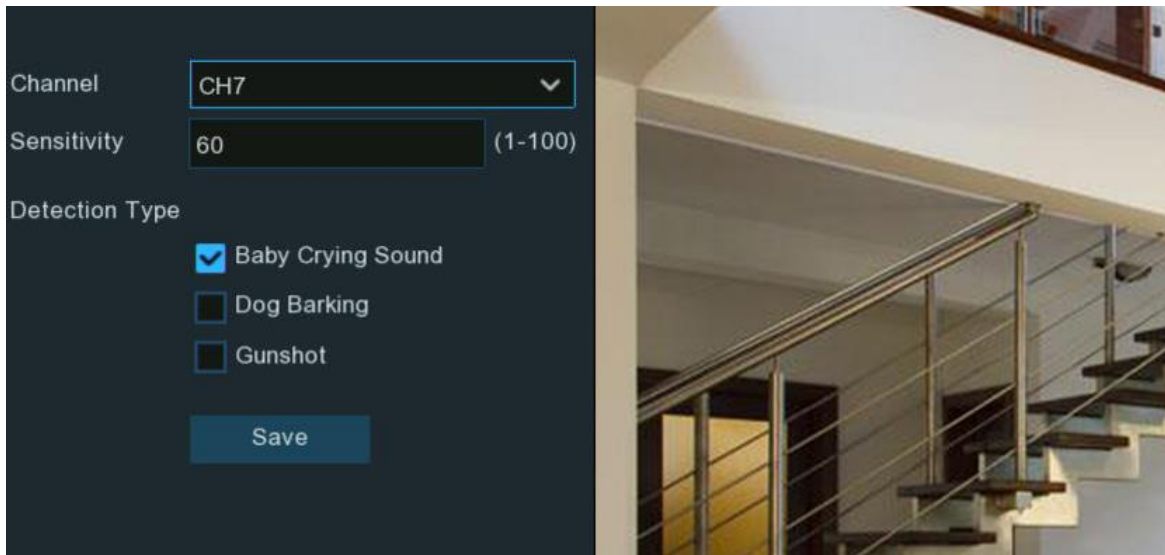 Channel CH7
Sensitivity 60 (1-100)
Detection Type
Baby Crying Sound
Dog Barking
Gunshot
Save